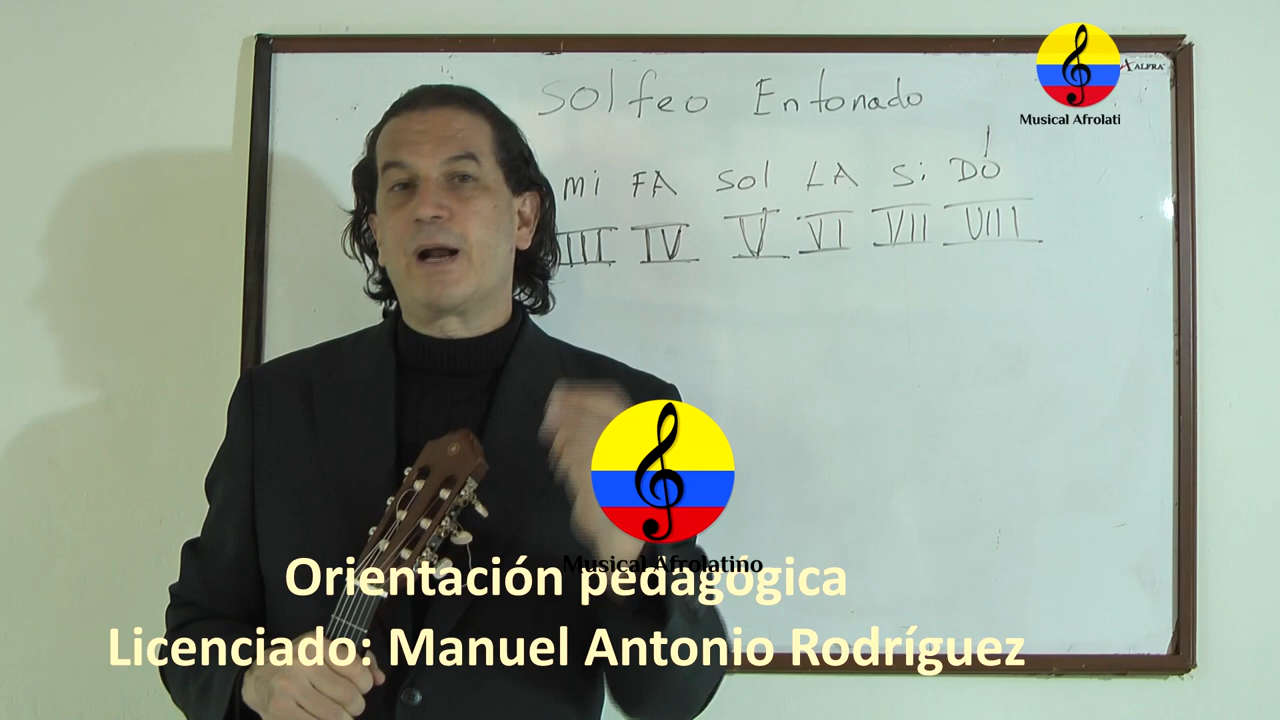 Solfeo Entonado
XALFRA
Musical Afrolati
mi FA Sol LA Si DO
III IV V VI VII VIII
Musical Afrolatino
Orientación pedagógica
Licenciado: Manuel Antonio Rodríguez